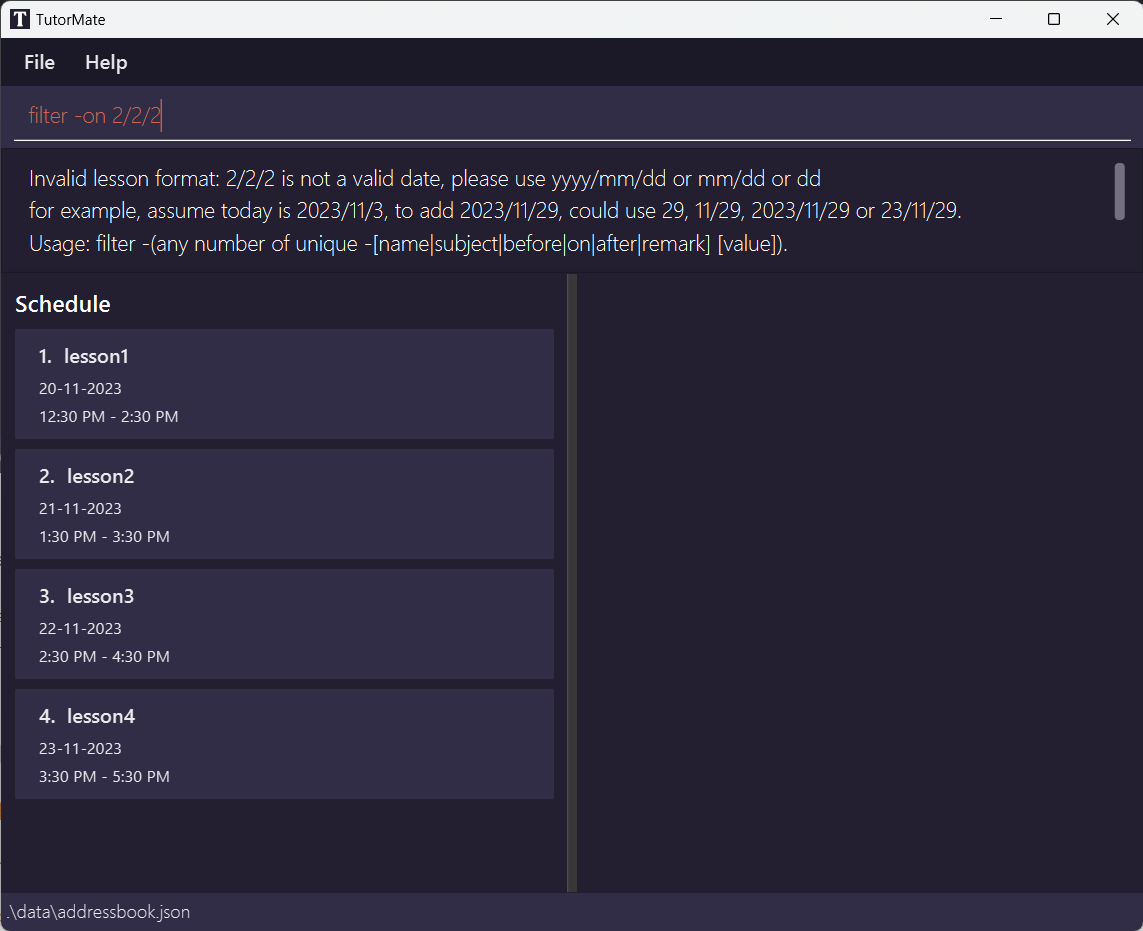 TutorMate
File Help
filter -on 2/2/2
Invalid lesson format: 2/2/2 is not a valid date, please use yyyy/mm/dd or mm/dd or dd
for example, assume today is 2023/11/3, to add 2023/11/29, could use 29, 11/29, 2023/11/29 or 23/11/29.
Usage: filter -(any number of unique -[name|subject|before|on|after|remark] [value]).
Schedule
1. lesson1
20-11-2023
12:30 PM - 2:30 PM
2. lesson2
21-11-2023
1:30 PM - 3:30 PM
3. lesson3
22-11-2023
2:30 PM - 4:30 PM
4. lesson4
23-11-2023
3:30 PM - 5:30 PM
.\data\addressbook.json